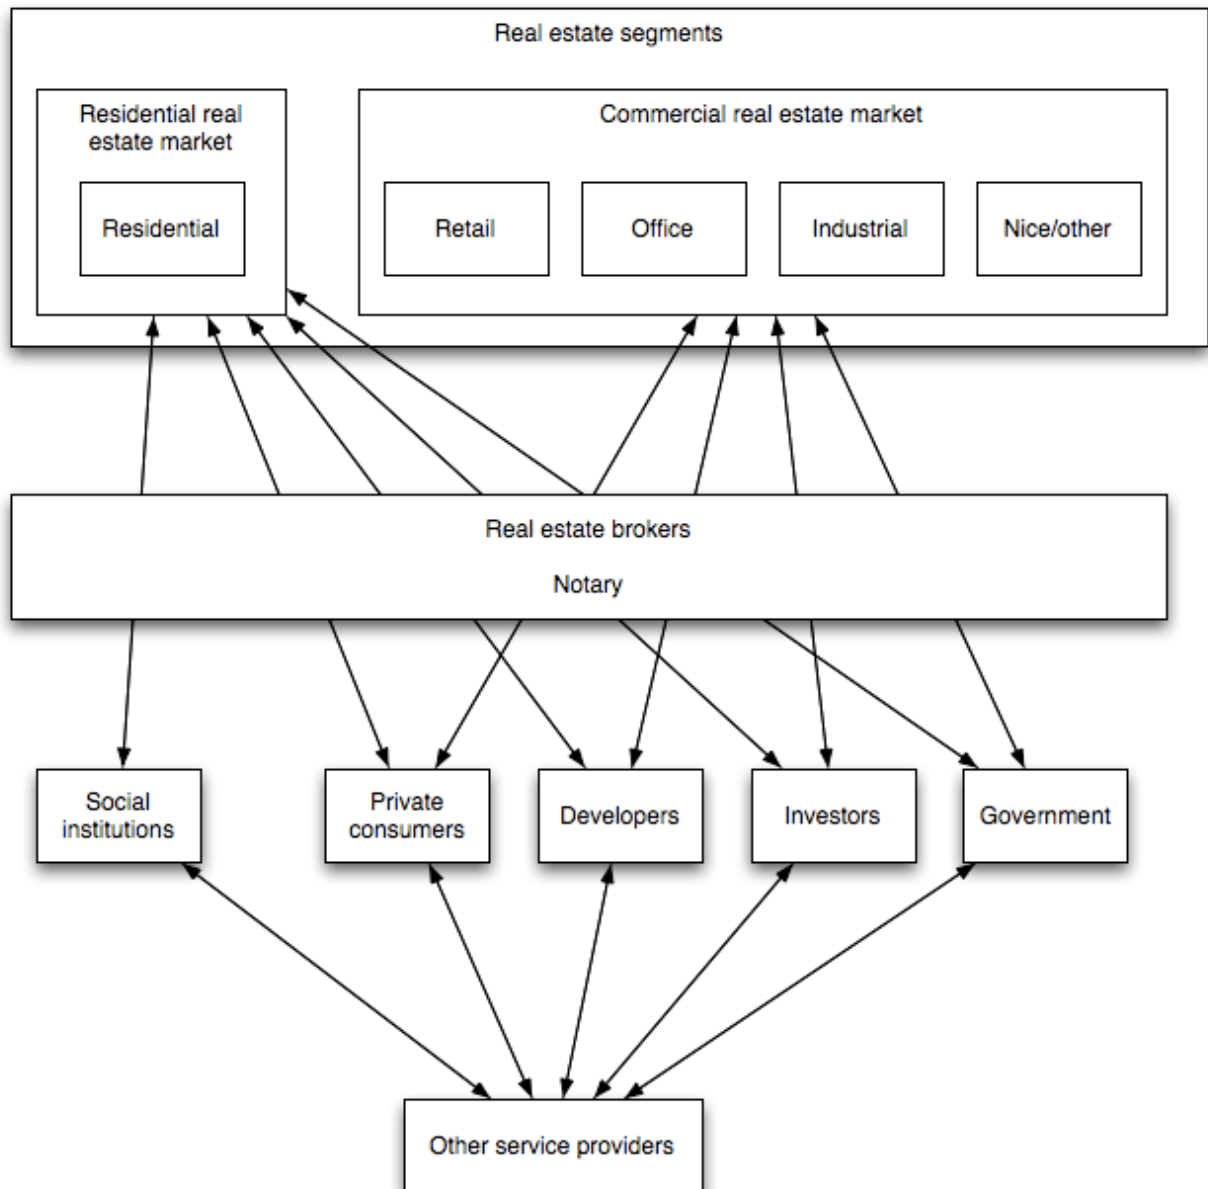 Real estate segments
Residential real
estate market
Commercial real estate market
Residential
Retail
Office
Industrial
Nice/other
Real estate brokers
Notary
Social
institutions
Private
consumers
Developers
Investors
Government
Other service providers